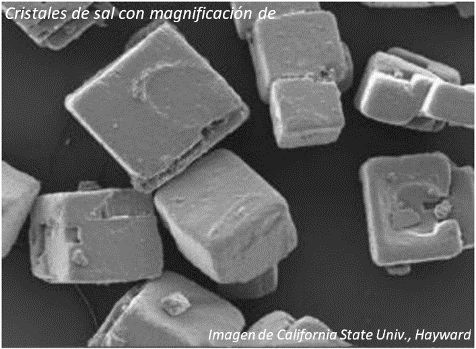 Cristales de sal con magnificación de
Imagen de California State Univ., Hayward